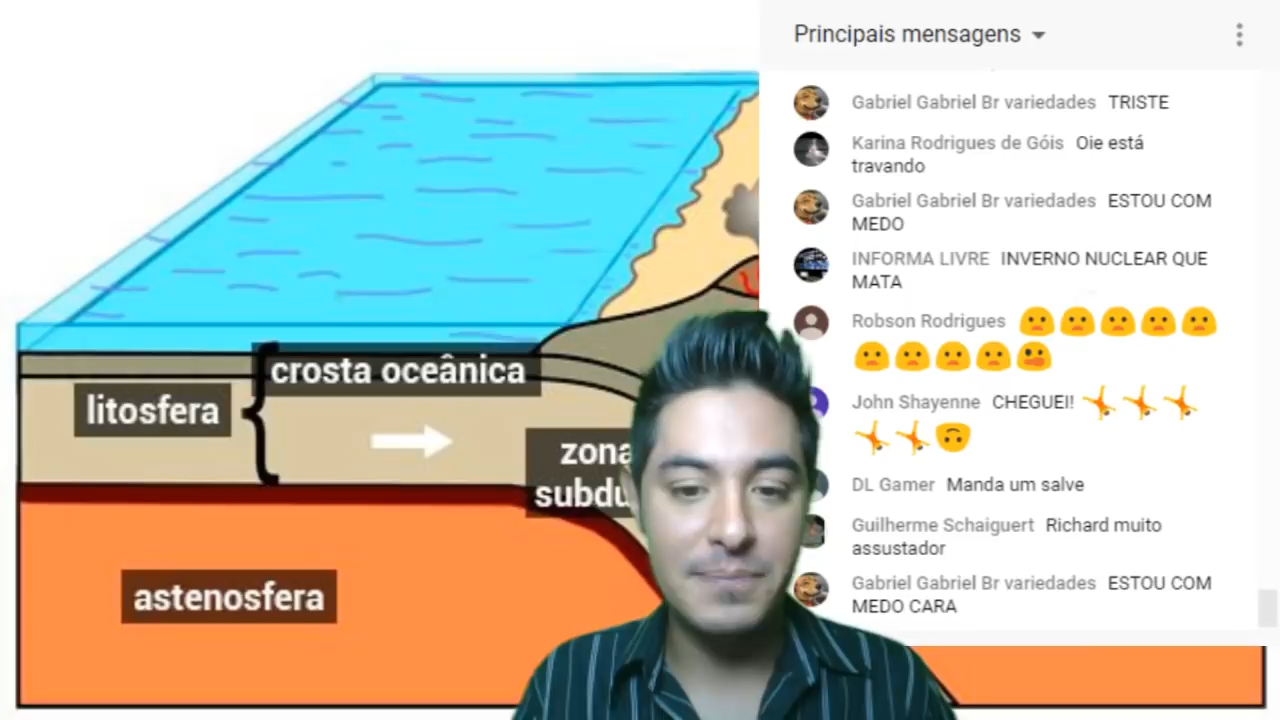 Principais mensagens
Gabriel Gabriel Br variedades TRISTE
Karina Rodrigues de Góis Oie está
travando
Gabriel Gabriel Br variedades ESTOU COM
MEDO
INFORMA LIVRE INVERNO NUCLEAR QUE
MATA
Robson Rodrigues
John Shayenne CHEGUEI!
DL Gamer Manda um salve
Guilherme Schaiguert Richard muito
assustador
Gabriel Gabriel Br variedades ESTOU COM
MEDO CARA
crosta oceânica
litosfera
zona
subdu
astenosfera